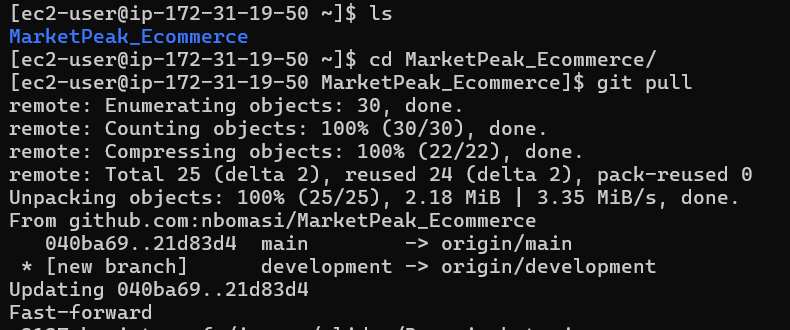 [ec2-user@ip-172-31-19-50 ~]$ ls
MarketPeak_Ecommerce
[ec2-user@ip-172-31-19-50 ~]$ cd MarketPeak_Ecommerce/
[ec2-user@ip-172-31-19-50 MarketPeak_Ecommerce]$ git pull
remote: Enumerating objects: 30, done.
remote: Counting objects: 100% (30/30), done.
remote: Compressing objects: 100% (22/22), done.
remote: Total 25 (delta 2), reused 24 (delta 2), pack-reused 0
Unpacking objects: 100% (25/25), 2.18 MiB | 3.35 MiB/s, done.
From github.com:nbomasi/MarketPeak_Ecommerce
   040ba69..21d83d4  main        -> origin/main
 * [new branch]      development -> origin/development
Updating 040ba69..21d83d4
Fast-forward